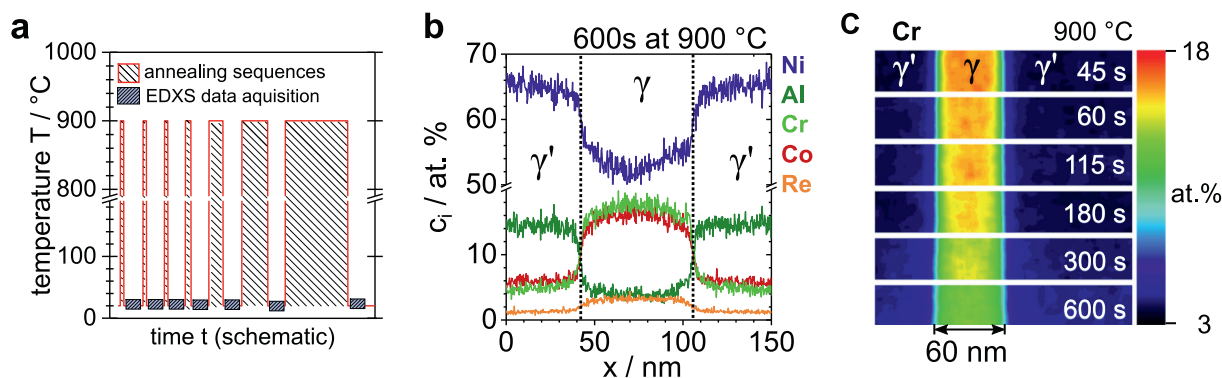 a
1000
900
800
100
0
temperature T / °C
annealing sequences
EDXS data aquisition
time t (schematic)
b
600s at 900 °C
70
60
50
10
0
c_i / at. %
γ
γ' γ'
Ni
Al
Cr
Co
Re
0 50 100 150
x / nm
c
Cr 900 °C
γ' γ γ' 45 s
60 s
115 s
180 s
300 s
600 s
60 nm
18
at.%
3